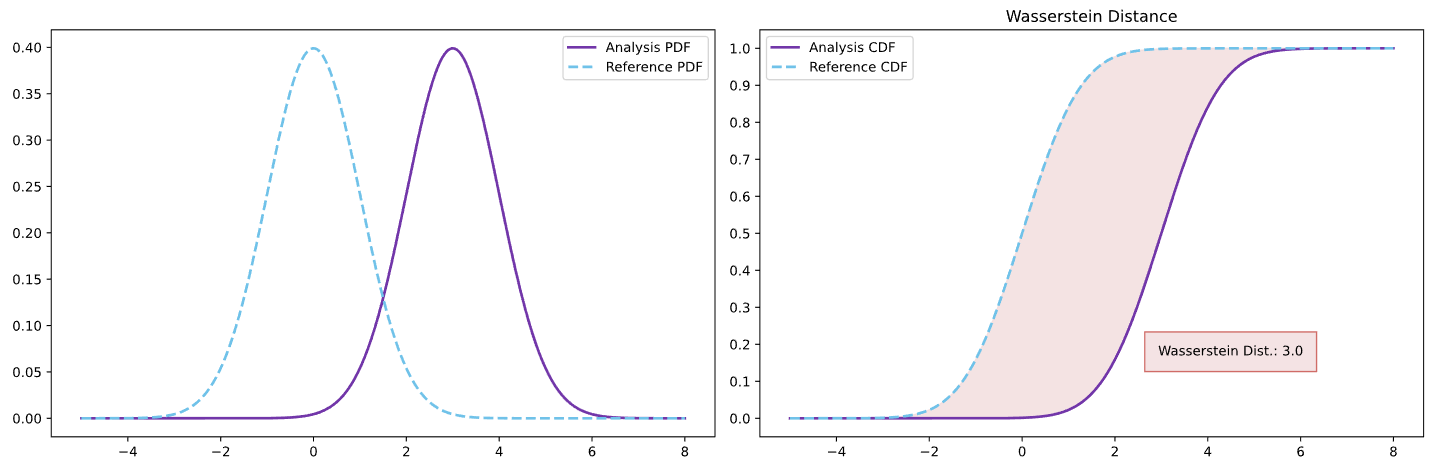 Wasserstein Distance
0.40
0.35
0.30
0.25
0.20
0.15
0.10
0.05
0.00
−4 −2 0 2 4 6 8
Analysis PDF
Reference PDF
1.0
0.9
0.8
0.7
0.6
0.5
0.4
0.3
0.2
0.1
0.0
−4 −2 0 2 4 6 8
Analysis CDF
Reference CDF
Wasserstein Dist.: 3.0